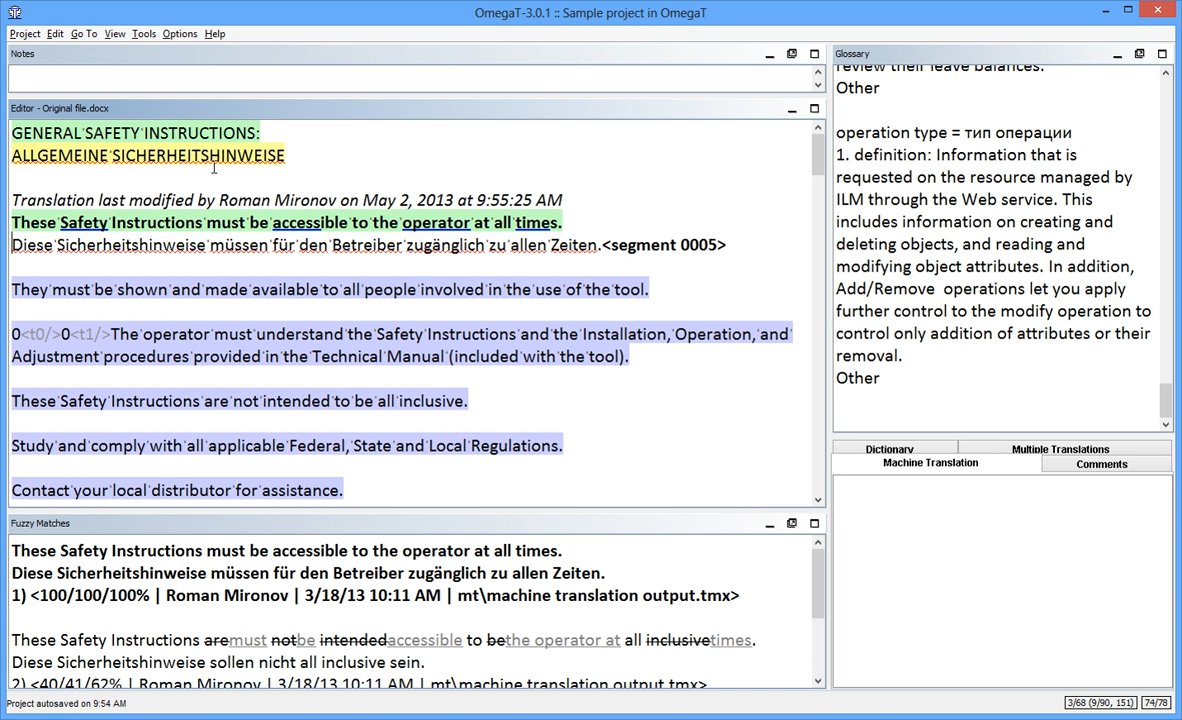 OmegaT-3.0.1 :: Sample project in OmegaT
Project Edit Go To View Tools Options Help
Notes
Editor - Original file.docx
GENERAL SAFETY INSTRUCTIONS:
ALLGEMEINE SICHERHEITSHINWEISE
Translation last modified by Roman Mironov on May 2, 2013 at 9:55:25 AM
These Safety Instructions must be accessible to the operator at all times.
Diese Sicherheitshinweise müssen für den Betreiber zugänglich zu allen Zeiten.<segment 0005>
They must be shown and made available to all people involved in the use of the tool.
0<t0/>0<t1/>The operator must understand the Safety Instructions and the Installation, Operation, and
Adjustment procedures provided in the Technical Manual (included with the tool).
These Safety Instructions are not intended to be all inclusive.
Study and comply with all applicable Federal, State and Local Regulations.
Contact your local distributor for assistance.
Fuzzy Matches
These Safety Instructions must be accessible to the operator at all times.
Diese Sicherheitshinweise müssen für den Betreiber zugänglich zu allen Zeiten.
1) <100/100/100% | Roman Mironov | 3/18/13 10:11 AM | mt\machine translation output.tmx>
These Safety Instructions aremust notbe intendedaccessible to bethe operator at all inclusivetimes.
Diese Sicherheitshinweise sollen nicht all inclusive sein.
2) <40/41/62% | Roman Mironov | 3/18/13 10:11 AM | mt\machine translation output.tmx>
Glossary
review their leave balances.
Other
operation type = тип операции
1. definition: Information that is
requested on the resource managed by
ILM through the Web service. This
includes information on creating and
deleting objects, and reading and
modifying object attributes. In addition,
Add/Remove operations let you apply
further control to the modify operation to
control only addition of attributes or their
removal.
Other
Dictionary Multiple Translations
Machine Translation Comments
Project autosaved on 9:54 AM
3/68 (9/90, 151) 74/78